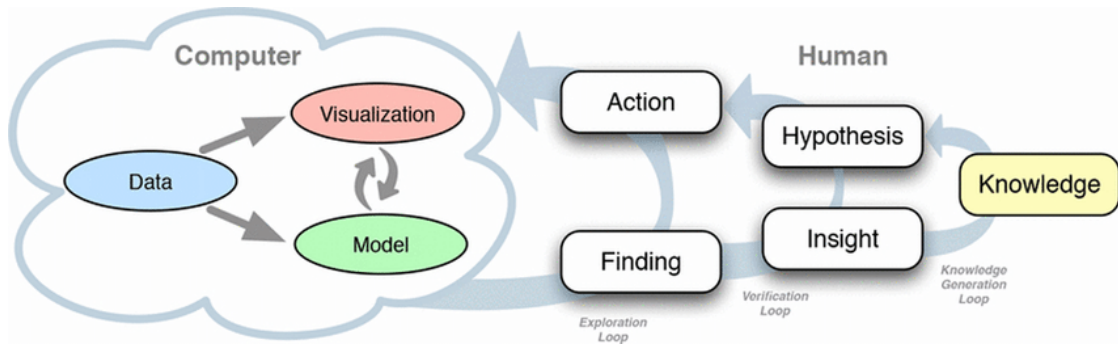 Computer
Human
Visualization
Data
Model
Action
Hypothesis
Knowledge
Finding
Insight
Exploration
Loop
Verification
Loop
Knowledge
Generation
Loop